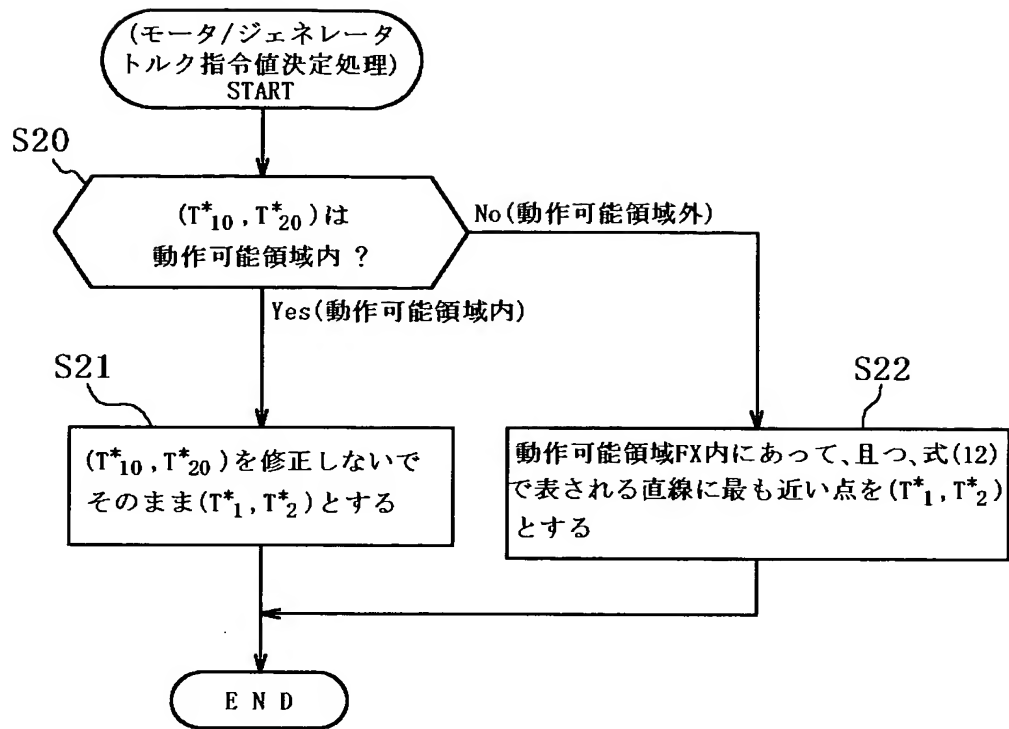 (モータ/ジェネレータ
トルク指令値決定処理)
START
S20
(T*10,T*20)は
動作可能領域内 ?
No(動作可能領域外)
Yes(動作可能領域内)
S21
(T*10,T*20)を修正しないで
そのまま(T*1,T*2)とする
S22
動作可能領域FX内にあって、且つ、式(12)
で表される直線に最も近い点を(T*1,T*2)
とする
E N D